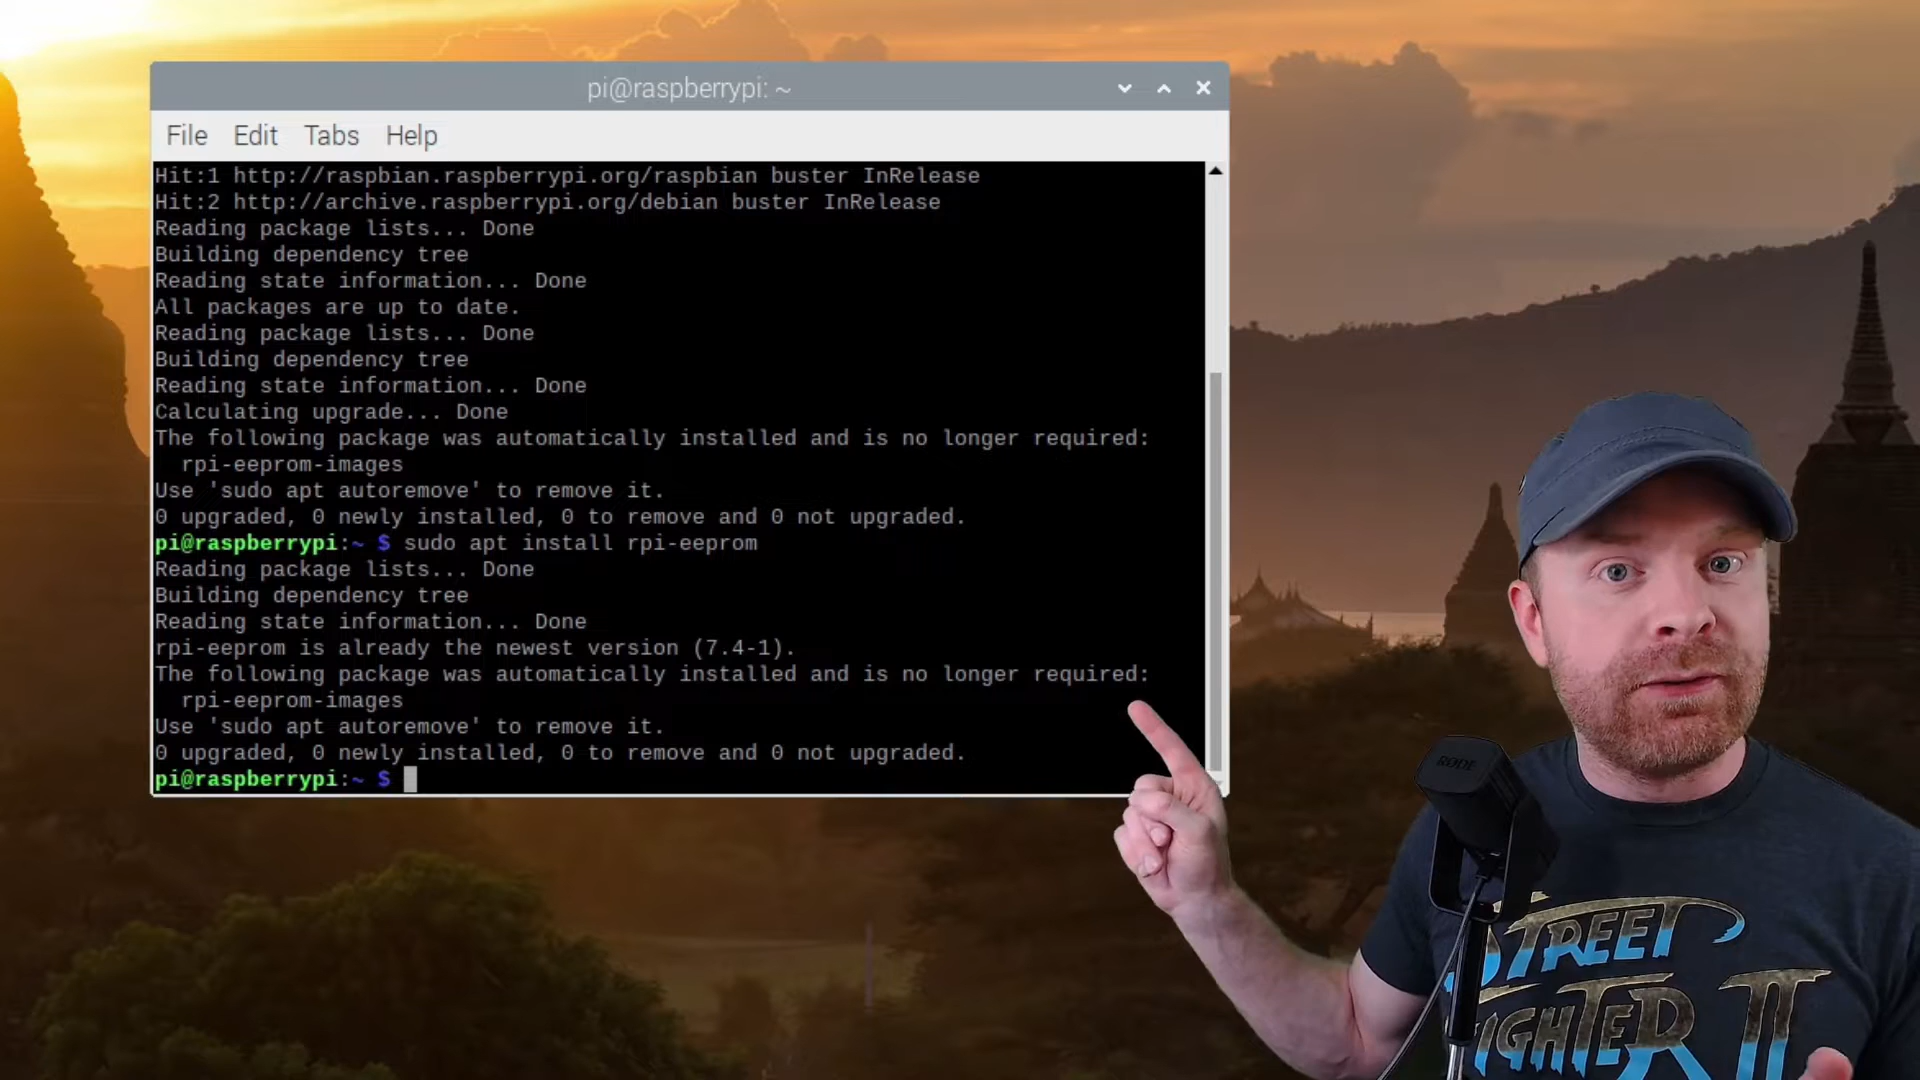 pi@raspberrypi: ~
File Edit Tabs Help
Hit:1 http://raspbian.raspberrypi.org/raspbian buster InRelease
Hit:2 http://archive.raspberrypi.org/debian buster InRelease
Reading package lists... Done
Building dependency tree
Reading state information... Done
All packages are up to date.
Reading package lists... Done
Building dependency tree
Reading state information... Done
Calculating upgrade... Done
The following package was automatically installed and is no longer required:
  rpi-eeprom-images
Use 'sudo apt autoremove' to remove it.
0 upgraded, 0 newly installed, 0 to remove and 0 not upgraded.
pi@raspberrypi:~ $ sudo apt install rpi-eeprom
Reading package lists... Done
Building dependency tree
Reading state information... Done
rpi-eeprom is already the newest version (7.4-1).
The following package was automatically installed and is no longer required:
  rpi-eeprom-images
Use 'sudo apt autoremove' to remove it.
0 upgraded, 0 newly installed, 0 to remove and 0 not upgraded.
pi@raspberrypi:~ $
RØDE
STREET
FIGHTER II